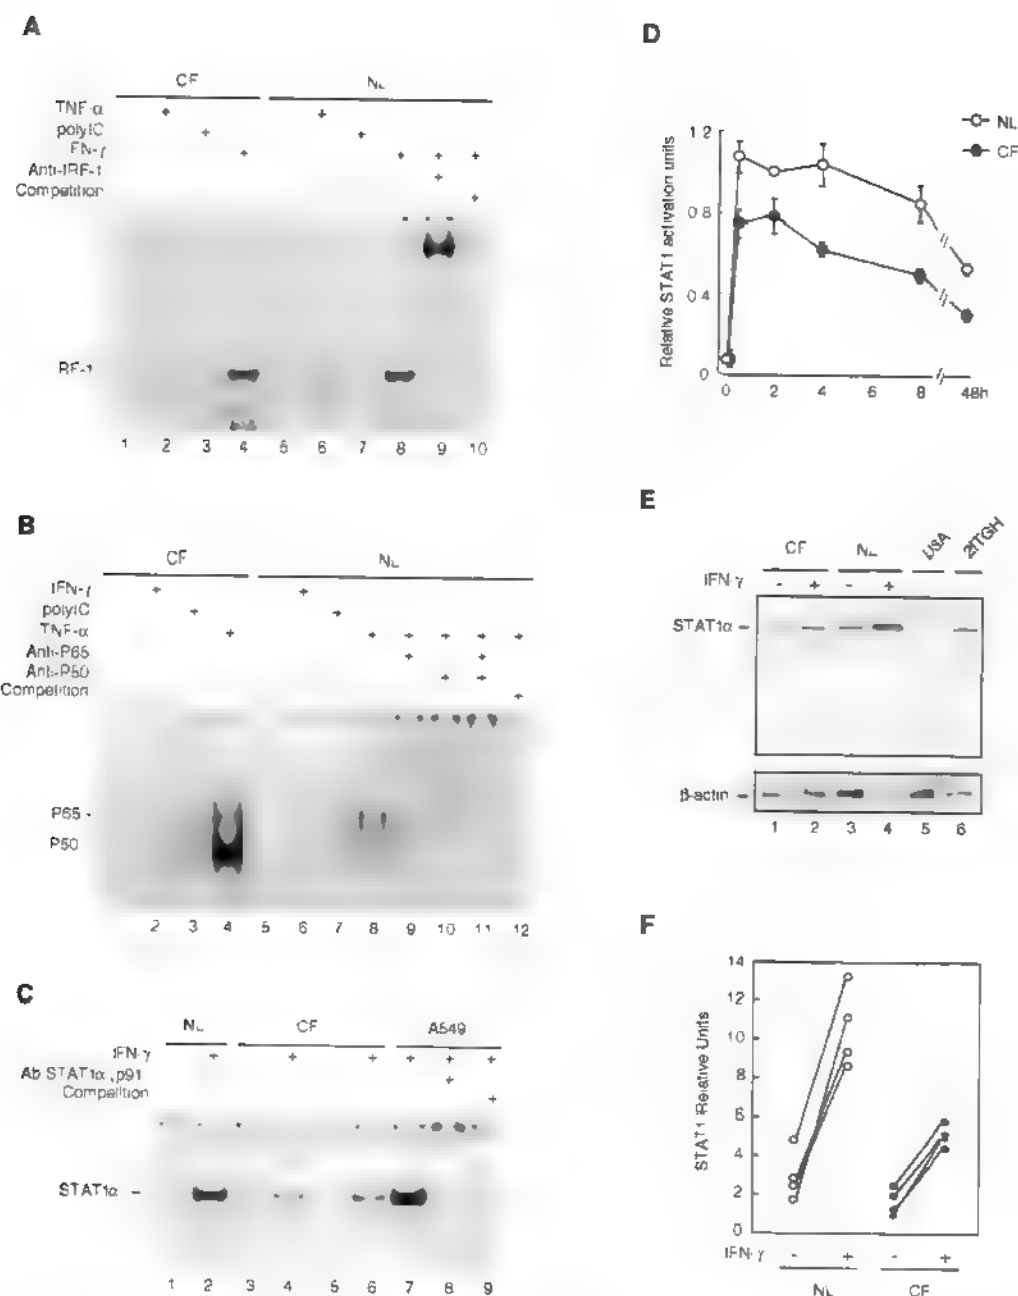 A
CF NL
TNF-α +
+
polyIC +
+
IFN-γ + + + +
Anti-IRF-1 +
Competition +
IRF-1
1 2 3 4 5 6 7 8 9 10
B
CF NL
IFN-γ + +
polyIC + +
TNF-α + + + + + +
Anti-P65 + +
Anti-P50 + +
Competition +
P65 -
P50
2 3 4 5 6 7 8 9 10 11 12
C
NL CF A549
IFN-γ + + + + + +
Ab STAT1α, p91 +
Competition +
STAT1α -
1 2 3 4 5 6 7 8 9
D
NL
CF
Relative STAT1 activation units
1.2
0.8
0.4
0
0 2 4 6 8 48h
E
CF NL U3A 2fTGH
IFN-γ - + - +
STAT1α -
β-actin -
1 2 3 4 5 6
F
STAT1 Relative Units
14
12
10
8
6
4
2
0
IFN-γ - + - +
NL CF